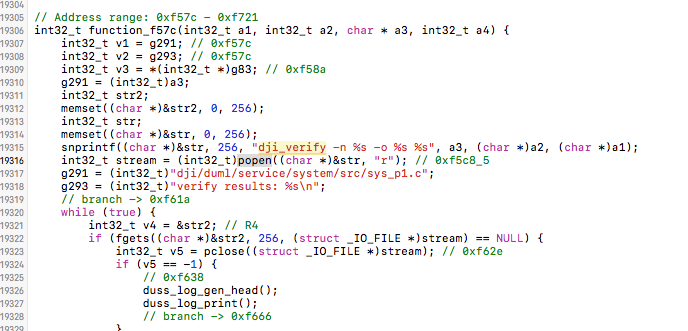 19304
19305 // Address range: 0xf57c - 0xf721
19306 int32_t function_f57c(int32_t a1, int32_t a2, char * a3, int32_t a4) {
19307 int32_t v1 = g291; // 0xf57c
19308 int32_t v2 = g293; // 0xf57c
19309 int32_t v3 = *(int32_t *)g83; // 0xf58a
19310 g291 = (int32_t)a3;
19311 int32_t str2;
19312 memset((char *)&str2, 0, 256);
19313 int32_t str;
19314 memset((char *)&str, 0, 256);
19315 snprintf((char *)&str, 256, "dji_verify -n %s -o %s %s", a3, (char *)a2, (char *)a1);
19316 int32_t stream = (int32_t)popen((char *)&str, "r"); // 0xf5c8_5
19317 g291 = (int32_t)"dji/duml/service/system/src/sys_p1.c";
19318 g293 = (int32_t)"verify results: %s\n";
19319 // branch -> 0xf61a
19320 while (true) {
19321 int32_t v4 = &str2; // R4
19322 if (fgets((char *)&str2, 256, (struct _IO_FILE *)stream) == NULL) {
19323 int32_t v5 = pclose((struct _IO_FILE *)stream); // 0xf62e
19324 if (v5 == -1) {
19325 // 0xf638
19326 duss_log_gen_head();
19327 duss_log_print();
19328 // branch -> 0xf666
19329 }